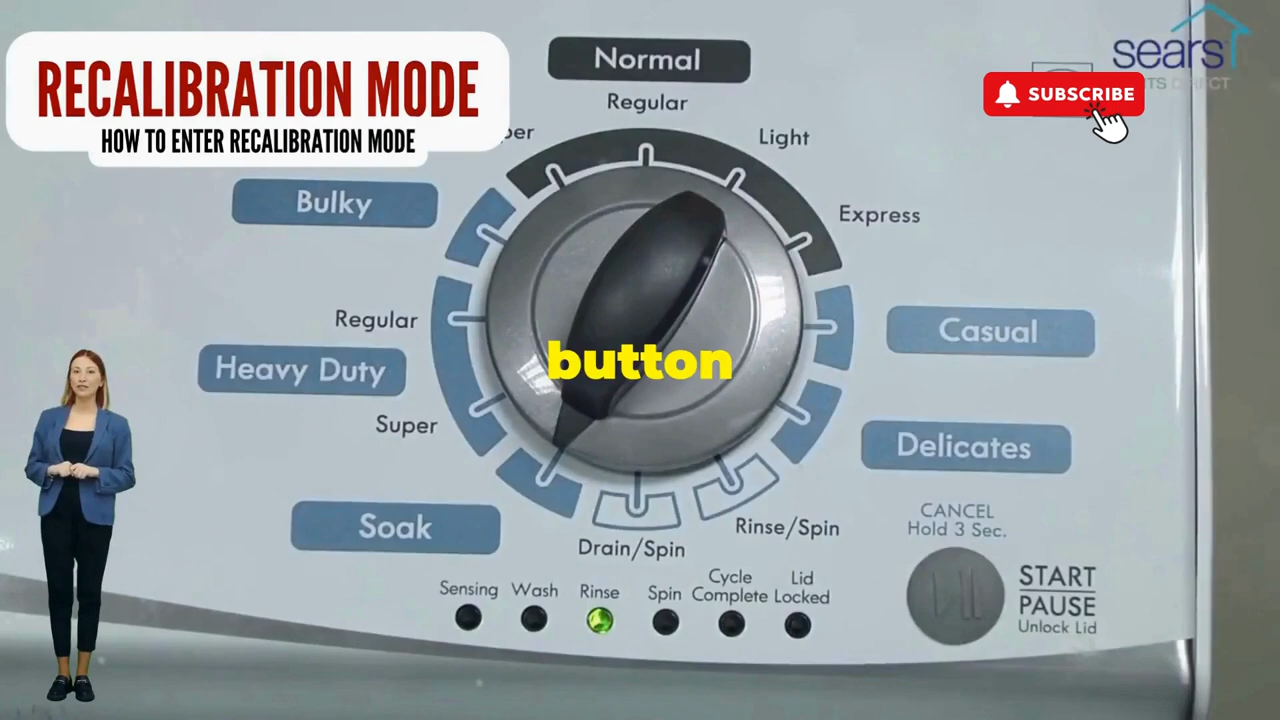 RECALIBRATION MODE
HOW TO ENTER RECALIBRATION MODE
sears
SUBSCRIBE
Normal
Regular
Light
Express
Bulky
Regular
Heavy Duty
Super
button
Casual
Delicates
Soak
Drain/Spin
Rinse/Spin
CANCEL
Hold 3 Sec.
START
PAUSE
Unlock Lid
Sensing
Wash
Rinse
Spin
Cycle
Complete
Lid
Locked